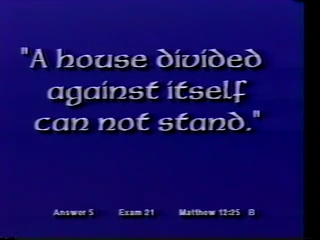 "A house divided
against itself
can not stand."
Answer 5 Exam 21 Matthew 12:25 B